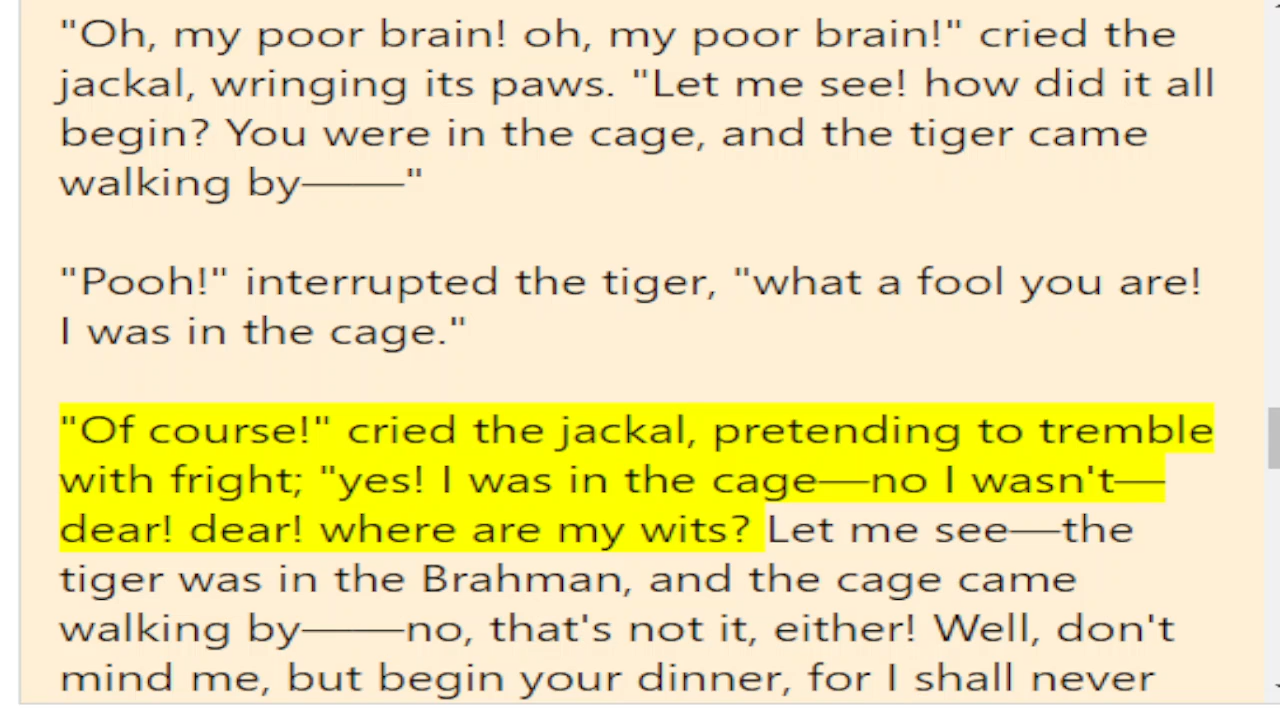 "Oh, my poor brain! oh, my poor brain!" cried the
jackal, wringing its paws. "Let me see! how did it all
begin? You were in the cage, and the tiger came
walking by——"
"Pooh!" interrupted the tiger, "what a fool you are!
I was in the cage."
"Of course!" cried the jackal, pretending to tremble
with fright; "yes! I was in the cage—no I wasn't—
dear! dear! where are my wits? Let me see—the
tiger was in the Brahman, and the cage came
walking by——no, that's not it, either! Well, don't
mind me, but begin your dinner, for I shall never